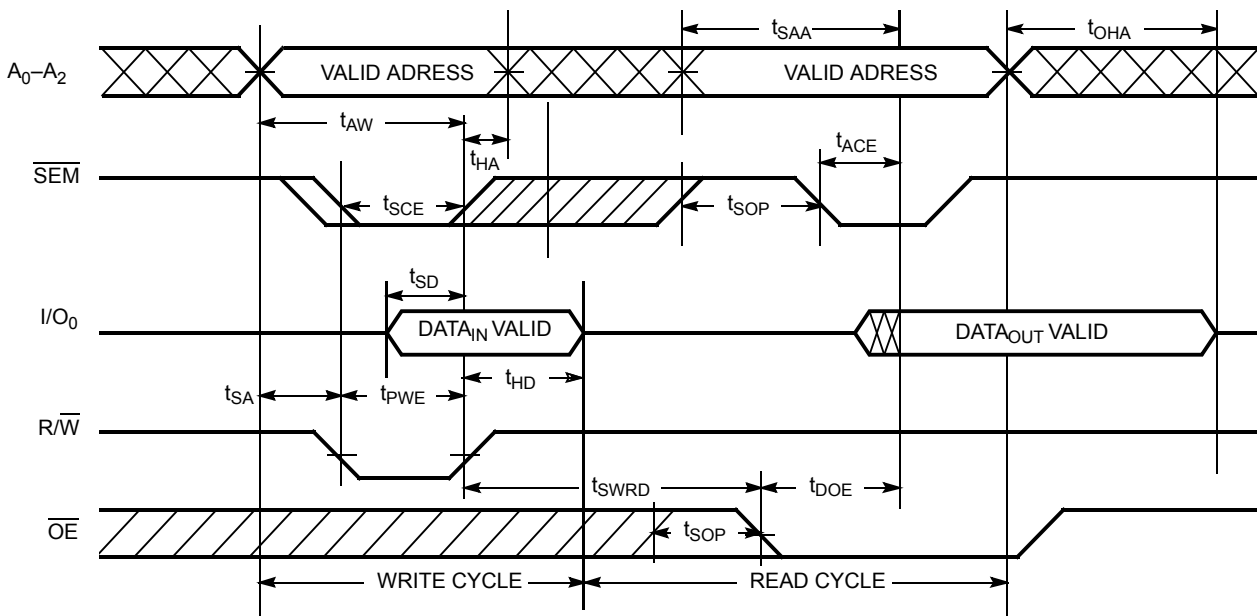 tSAA
tOHA
A0–A2
VALID ADRESS
VALID ADRESS
tAW
tHA
tACE
SEM
tSCE
tSOP
tSD
I/O0
DATAIN VALID
DATAOUT VALID
tSA
tPWE
tHD
R/W
tSWRD
tDOE
OE
tSOP
WRITE CYCLE
READ CYCLE